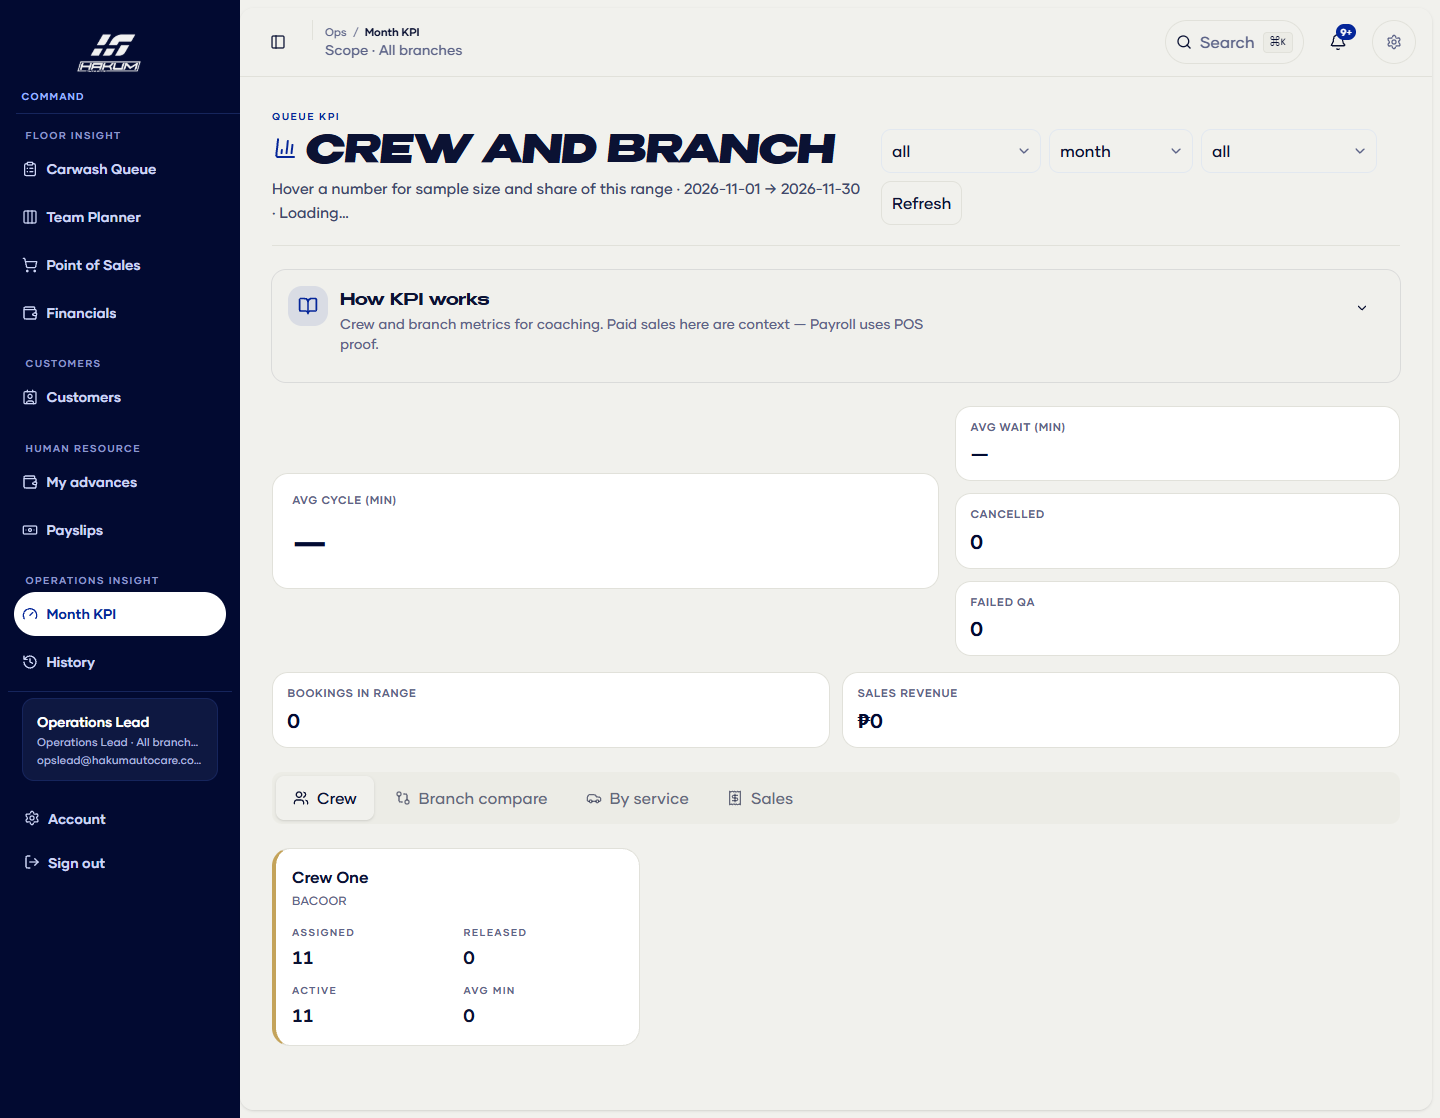 HAKUM
COMMAND
FLOOR INSIGHT
Carwash Queue
Team Planner
Point of Sales
Financials
CUSTOMERS
Customers
HUMAN RESOURCE
My advances
Payslips
OPERATIONS INSIGHT
Month KPI
History
Operations Lead
Operations Lead · All branch...
opslead@hakumautocare.co...
Account
Sign out
Ops / Month KPI
Scope · All branches
Search ⌘K
9+
QUEUE KPI
CREW AND BRANCH
Hover a number for sample size and share of this range · 2026-11-01 → 2026-11-30
· Loading...
all
month
all
Refresh
How KPI works
Crew and branch metrics for coaching. Paid sales here are context — Payroll uses POS
proof.
AVG CYCLE (MIN)
—
AVG WAIT (MIN)
—
CANCELLED
0
FAILED QA
0
BOOKINGS IN RANGE
0
SALES REVENUE
₱0
Crew
Branch compare
By service
Sales
Crew One
BACOOR
ASSIGNED
11
RELEASED
0
ACTIVE
11
AVG MIN
0